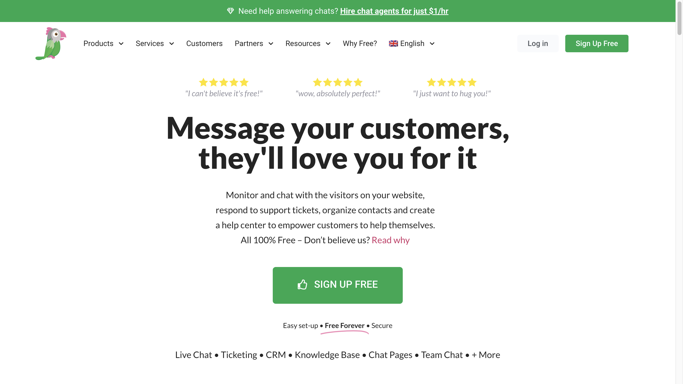 Need help answering chats? Hire chat agents for just $1/hr
Products Services Customers Partners Resources Why Free? English Log in Sign Up Free
"I can't believe it's free!" "wow, absolutely perfect!" "I just want to hug you!"
Message your customers,
they'll love you for it
Monitor and chat with the visitors on your website,
respond to support tickets, organize contacts and create
a help center to empower customers to help themselves.
All 100% Free – Don't believe us? Read why
SIGN UP FREE
Easy set-up • Free Forever • Secure
Live Chat • Ticketing • CRM • Knowledge Base • Chat Pages • Team Chat • + More